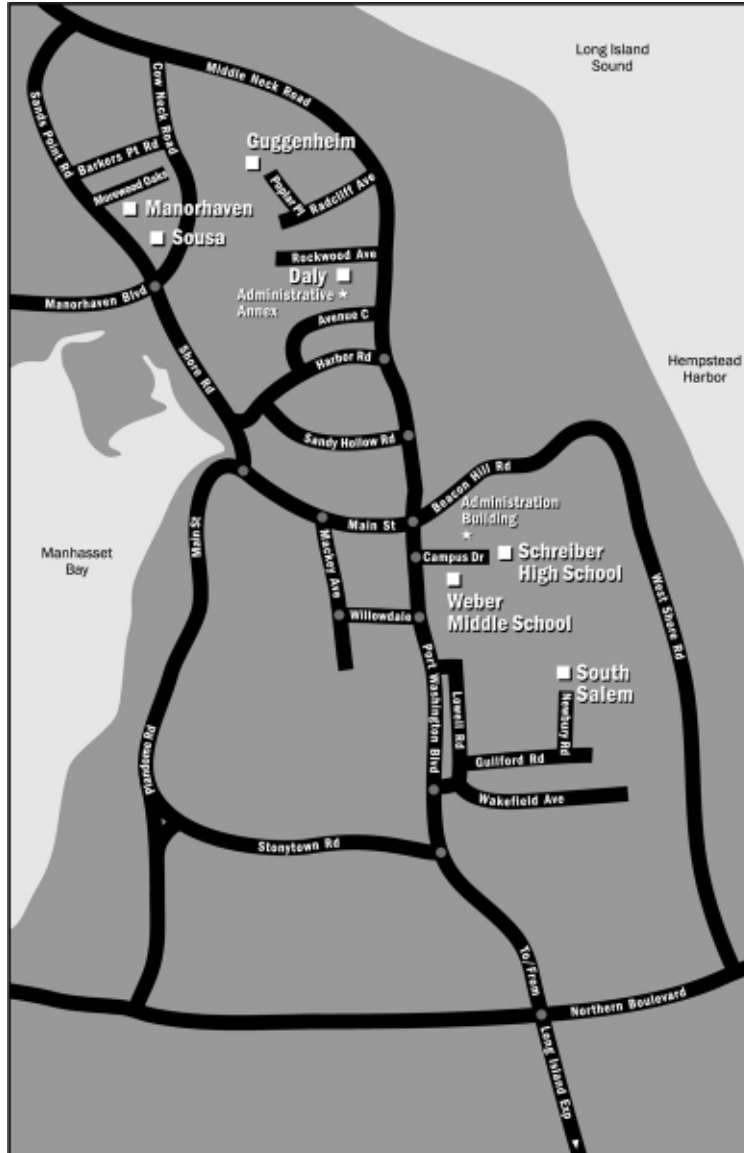 Long Island
Sound
Middle Neck Road
Cow Neck Road
Sands Point Rd
Barkers Pt Rd
Guggenheim
Morewood Oaks
Poplar Pl
Radcliff Ave
Manorhaven
Sousa
Rockwood Ave
Daly
Administrative
Annex
Manorhaven Blvd
Avenue C
Shore Rd
Harbor Rd
Hempstead
Harbor
Sandy Hollow Rd
Beacon Hill Rd
Administration
Building
Main St
Main St
Manhasset
Bay
Mackey Ave
Campus Dr
Schreiber
High School
Weber
Middle School
West Shore Rd
Willowdale
Port Washington Blvd
South
Salem
Lowell Rd
Newbury Rd
Guilford Rd
Plandome Rd
Wakefield Ave
Stonytown Rd
To/From
Northern Boulevard
Long Island Exp